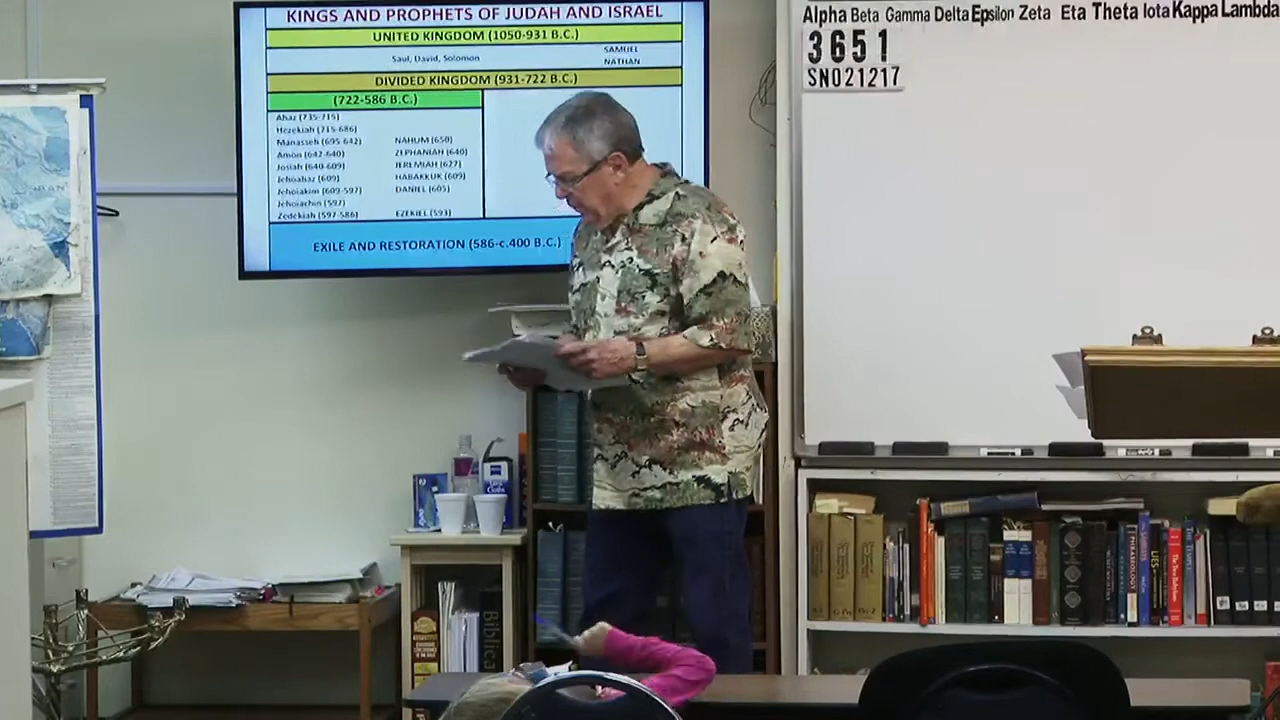 KINGS AND PROPHETS OF JUDAH AND ISRAEL
UNITED KINGDOM (1050-931 B.C.)
Saul, David, Solomon
SAMUEL
NATHAN
DIVIDED KINGDOM (931-722 B.C.)
(722-586 B.C.)
Ahaz (735-715)
Hezekiah (715-686)
Manasseh (695-642)
NAHUM (650)
Amon (642-640)
ZEPHANIAH (640)
Josiah (640-609)
JEREMIAH (627)
Jehoahaz (609)
HABAKKUK (609)
Jehoiakim (609-597)
DANIEL (605)
Jehoiachin (597)
Zedekiah (597-586)
EZEKIEL (593)
EXILE AND RESTORATION (586-c.400 B.C.)
Alpha Beta Gamma Delta Epsilon Zeta Eta Theta Iota Kappa Lambda
3651
SN021217
Biblica
PHRASEOLOGY
LIES